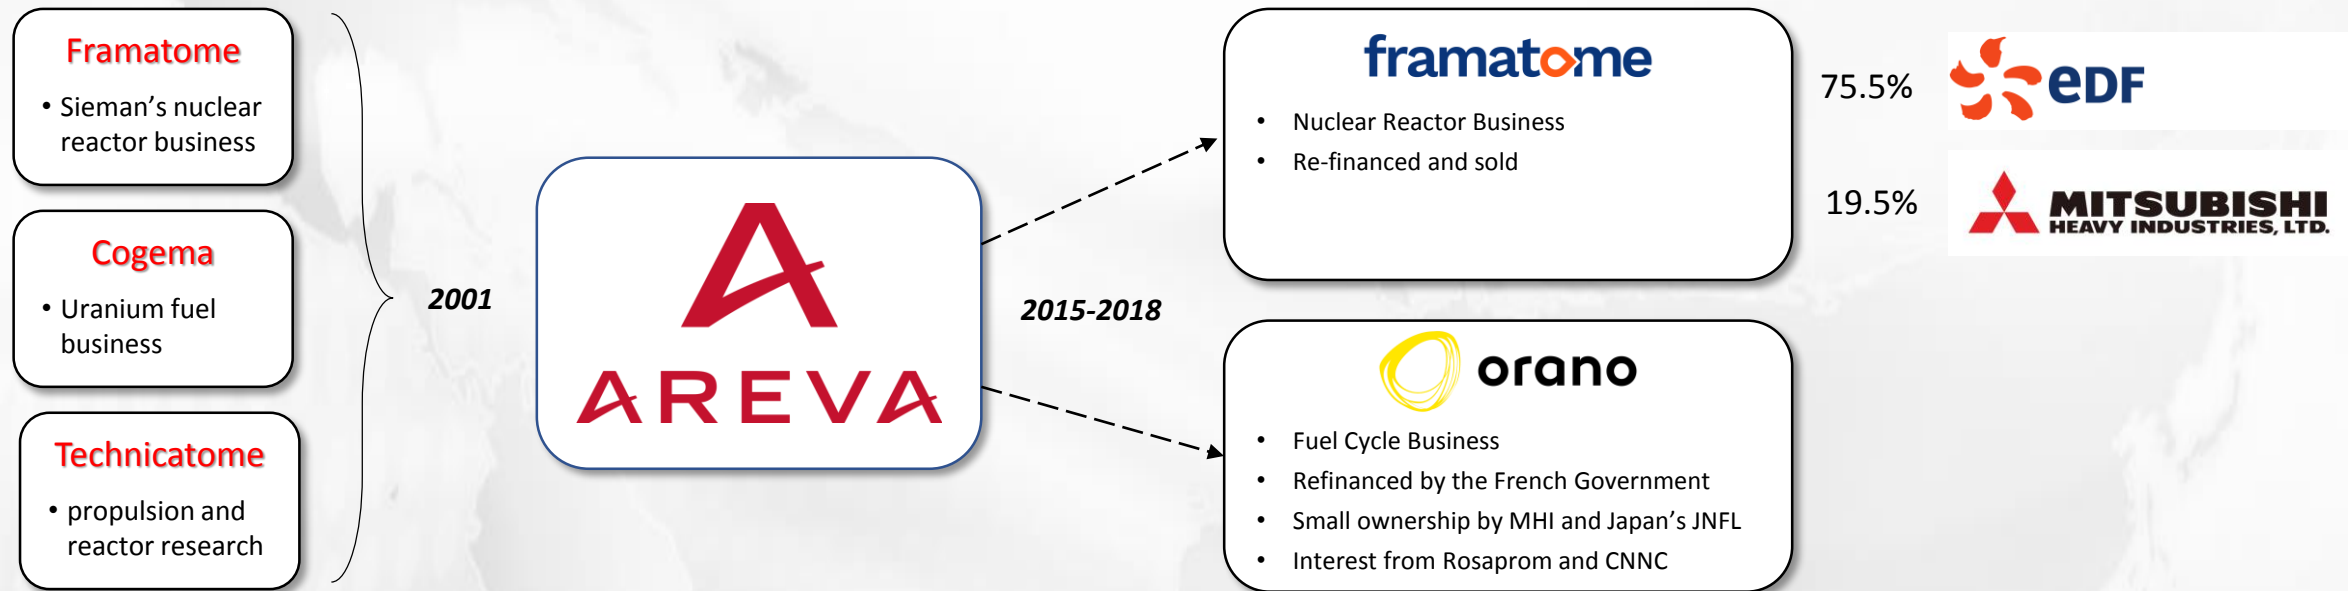 Framatome
• Sieman's nuclear
reactor business
Cogema
• Uranium fuel
business
Technicatome
• propulsion and
reactor research
2001
AREVA
2015-2018
framatome
• Nuclear Reactor Business
• Re-financed and sold
75.5%
eDF
19.5%
MITSUBISHI
HEAVY INDUSTRIES, LTD.
orano
• Fuel Cycle Business
• Refinanced by the French Government
• Small ownership by MHI and Japan's JNFL
• Interest from Rosaprom and CNNC